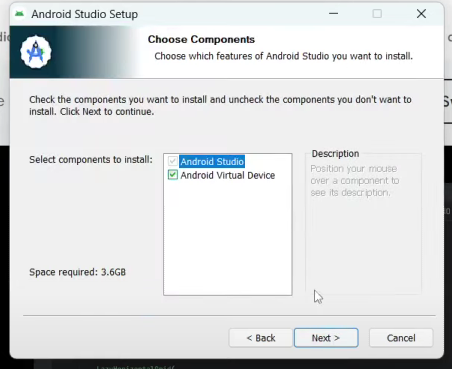 Android Studio Setup
Choose Components
Choose which features of Android Studio you want to install.
Check the components you want to install and uncheck the components you don't want to
install. Click Next to continue.
Select components to install:
Android Studio
Android Virtual Device
Description
Position your mouse
over a component to
see its description.
Space required: 3.6GB
< Back
Next >
Cancel